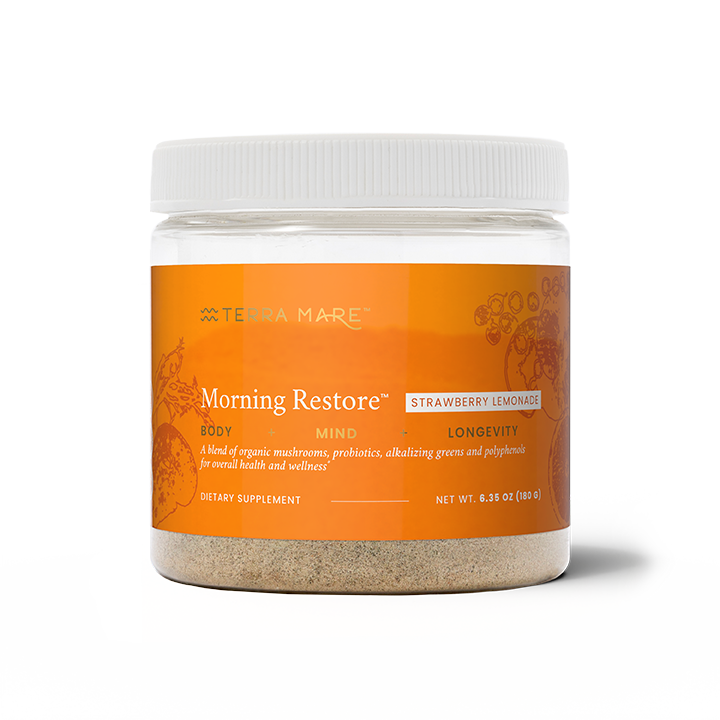 TERRA MARE™
Morning Restore™ STRAWBERRY LEMONADE
BODY + MIND + LONGEVITY
A blend of organic mushrooms, probiotics, alkalizing greens and polyphenols
for overall health and wellness*
DIETARY SUPPLEMENT NET WT. 6.35 OZ (180 G)